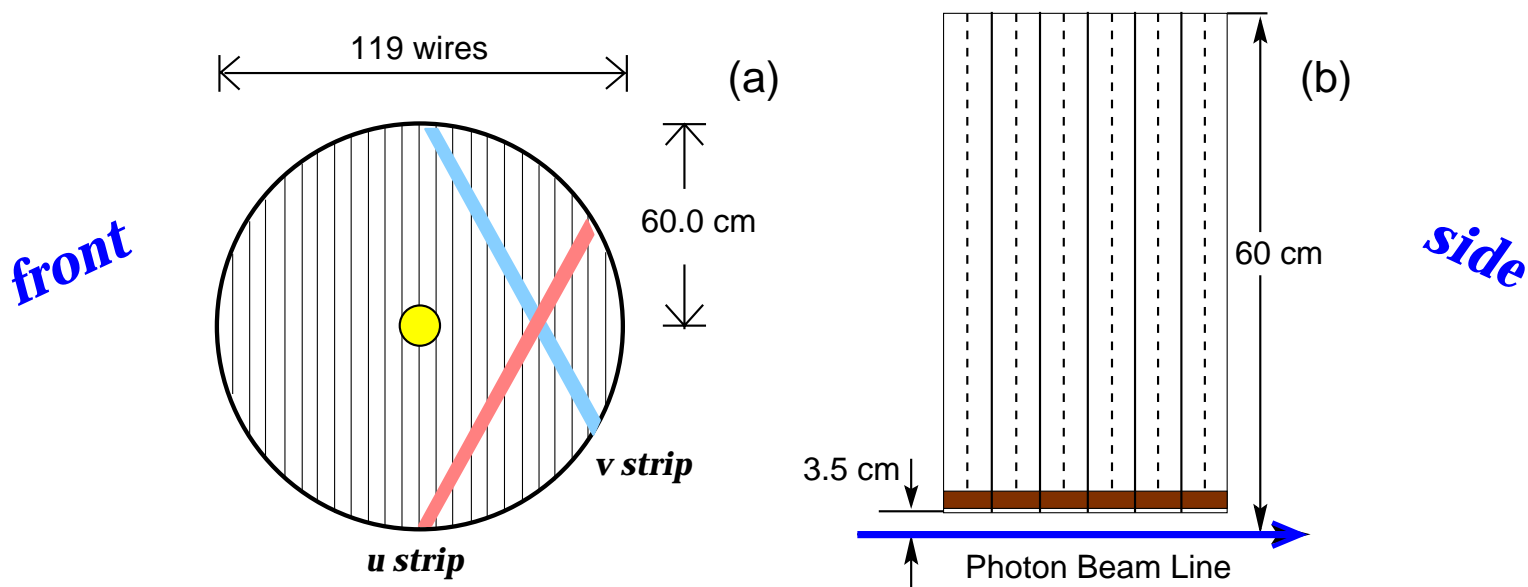 119 wires
(a)
60.0 cm
front
v strip
u strip
(b)
60 cm
side
3.5 cm
Photon Beam Line